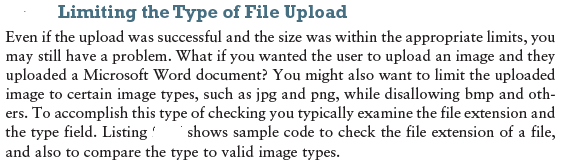 Limiting the Type of File Upload
Even if the upload was successful and the size was within the appropriate limits, you
may still have a problem. What if you wanted the user to upload an image and they
uploaded a Microsoft Word document? You might also want to limit the uploaded
image to certain image types, such as jpg and png, while disallowing bmp and oth-
ers. To accomplish this type of checking you typically examine the file extension and
the type field. Listing shows sample code to check the file extension of a file,
and also to compare the type to valid image types.